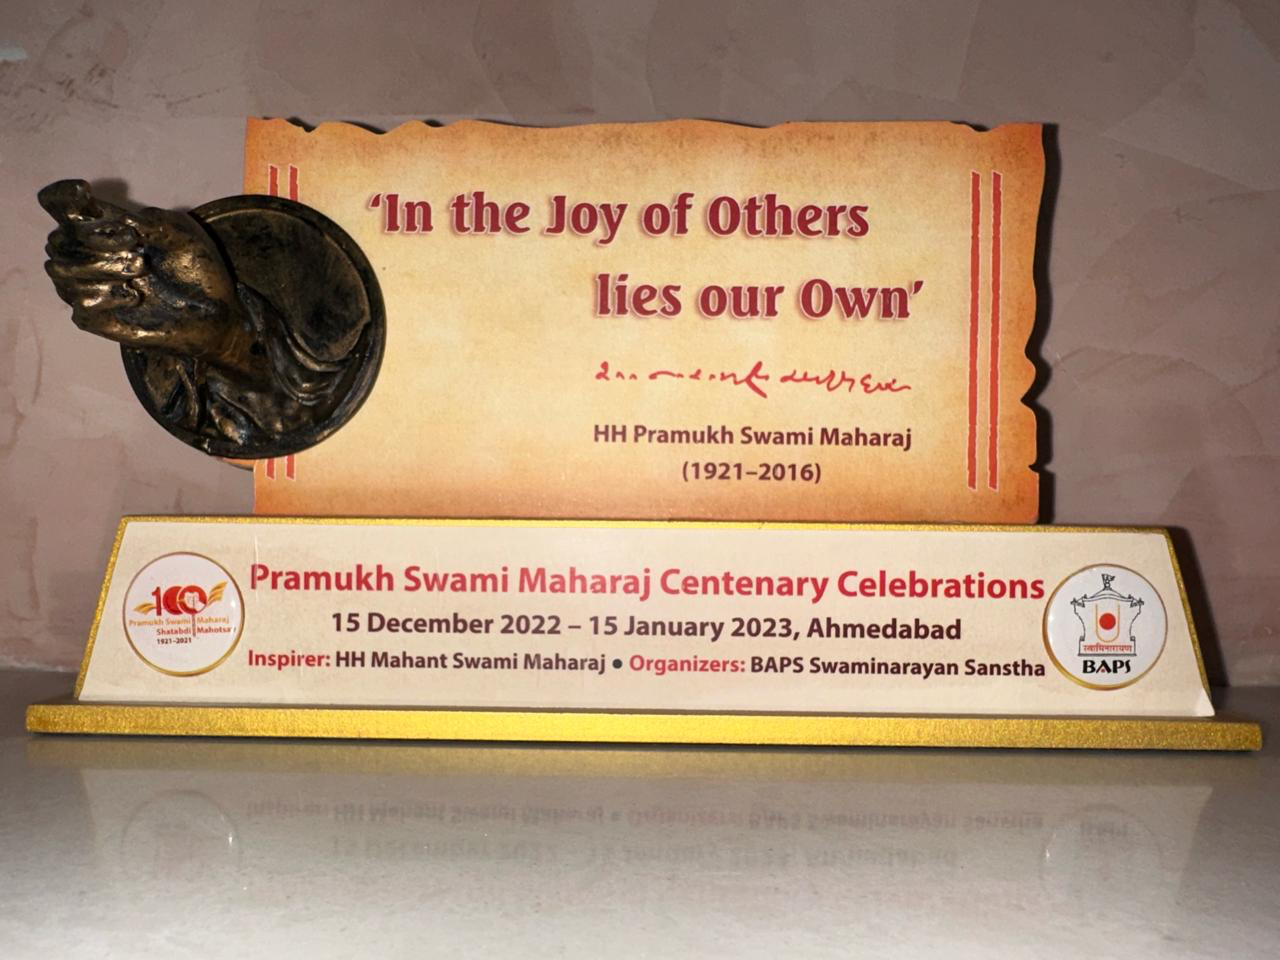 ‘In the Joy of Others
lies our Own’
HH Pramukh Swami Maharaj
(1921–2016)
Pramukh Swami Maharaj Centenary Celebrations
15 December 2022 – 15 January 2023, Ahmedabad
Inspirer: HH Mahant Swami Maharaj • Organizers: BAPS Swaminarayan Sanstha
100
Pramukh Swami Maharaj
Shatabdi Mahotsav
1921-2021
स्वामिनारायण
BAPS